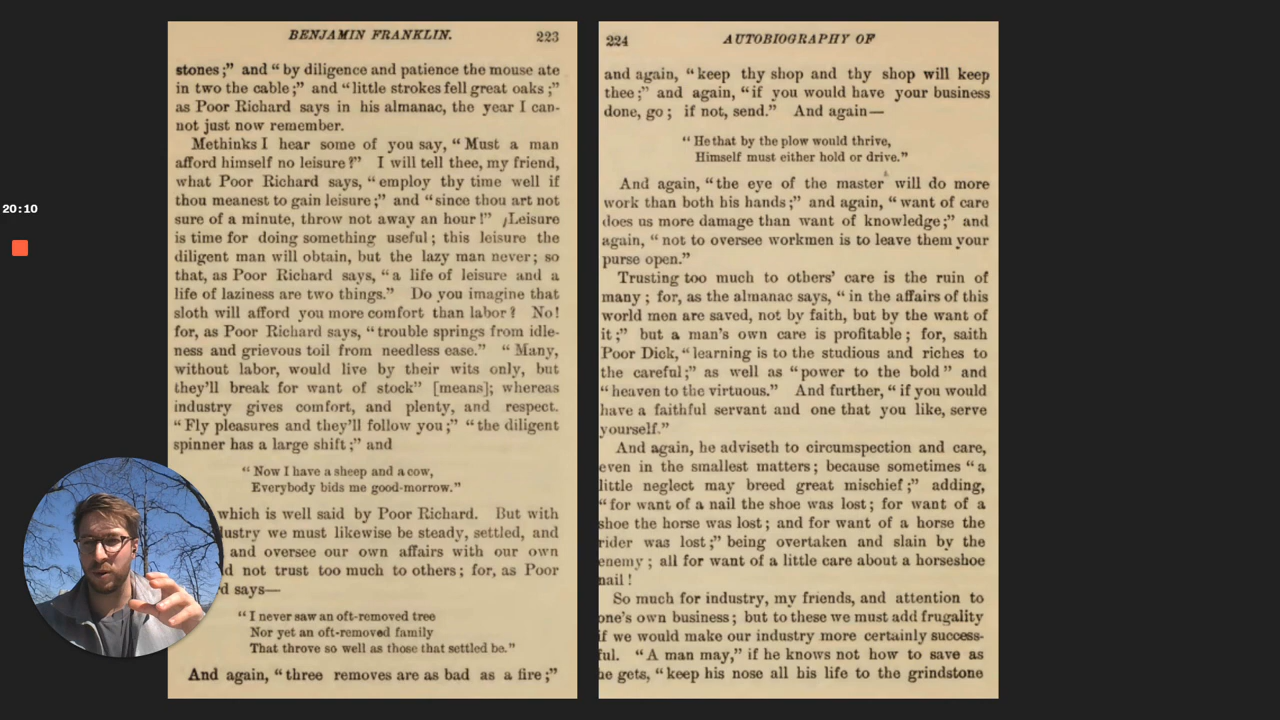 BENJAMIN FRANKLIN. 223
stones;” and “by diligence and patience the mouse ate
in two the cable;” and “little strokes fell great oaks;”
as Poor Richard says in his almanac, the year I can-
not just now remember.
Methinks I hear some of you say, “Must a man
afford himself no leisure?” I will tell thee, my friend,
what Poor Richard says, “employ thy time well if
thou meanest to gain leisure;” and “since thou art not
sure of a minute, throw not away an hour!” Leisure
is time for doing something useful; this leisure the
diligent man will obtain, but the lazy man never; so
that, as Poor Richard says, “a life of leisure and a
life of laziness are two things.” Do you imagine that
sloth will afford you more comfort than labor? No!
for, as Poor Richard says, “trouble springs from idle-
ness and grievous toil from needless ease.” “Many,
without labor, would live by their wits only, but
they’ll break for want of stock” [means]; whereas
industry gives comfort, and plenty, and respect.
“Fly pleasures and they’ll follow you;” “the diligent
spinner has a large shift;” and
“Now I have a sheep and a cow,
Everybody bids me good-morrow.”
which is well said by Poor Richard. But with
ustry we must likewise be steady, settled, and
and oversee our own affairs with our own
d not trust too much to others; for, as Poor
d says—
“I never saw an oft-removed tree
Nor yet an oft-removed family
That throve so well as those that settled be.”
And again, “three removes are as bad as a fire;”
224 AUTOBIOGRAPHY OF
and again, “keep thy shop and thy shop will keep
thee;” and again, “if you would have your business
done, go; if not, send.” And again—
“He that by the plow would thrive,
Himself must either hold or drive.”
And again, “the eye of the master will do more
work than both his hands;” and again, “want of care
does us more damage than want of knowledge;” and
again, “not to oversee workmen is to leave them your
purse open.”
Trusting too much to others’ care is the ruin of
many; for, as the almanac says, “in the affairs of this
world men are saved, not by faith, but by the want of
it;” but a man’s own care is profitable; for, saith
Poor Dick, “learning is to the studious and riches to
the careful;” as well as “power to the bold” and
“heaven to the virtuous.” And further, “if you would
have a faithful servant and one that you like, serve
yourself.”
And again, he adviseth to circumspection and care,
even in the smallest matters; because sometimes “a
little neglect may breed great mischief;” adding,
“for want of a nail the shoe was lost; for want of a
shoe the horse was lost; and for want of a horse the
rider was lost;” being overtaken and slain by the
enemy; all for want of a little care about a horseshoe
nail!
So much for industry, my friends, and attention to
one’s own business; but to these we must add frugality
if we would make our industry more certainly success-
ful. “A man may,” if he knows not how to save as
he gets, “keep his nose all his life to the grindstone
20:10